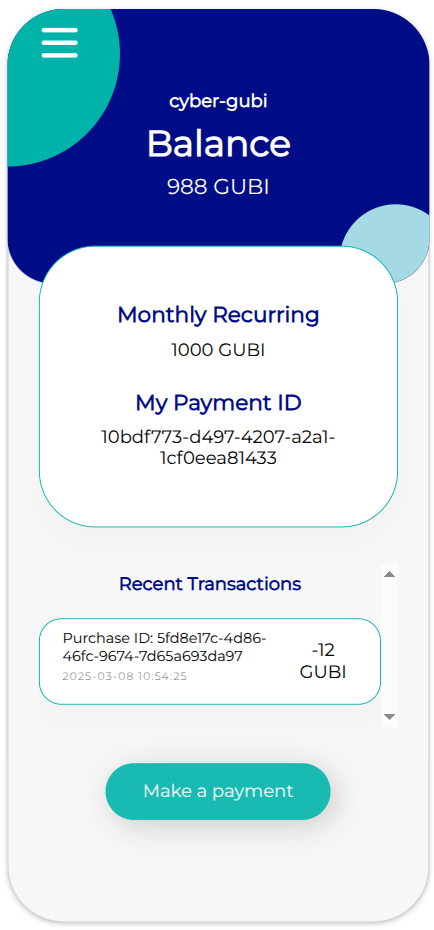 cyber-gubi
Balance
988 GUBI
Monthly Recurring
1000 GUBI
My Payment ID
10bdf773-d497-4207-a2a1-
1cf0eea81433
Recent Transactions
Purchase ID: 5fd8e17c-4d86-
46fc-9674-7d65a693da97
2025-03-08 10:54:25
-12
GUBI
Make a payment